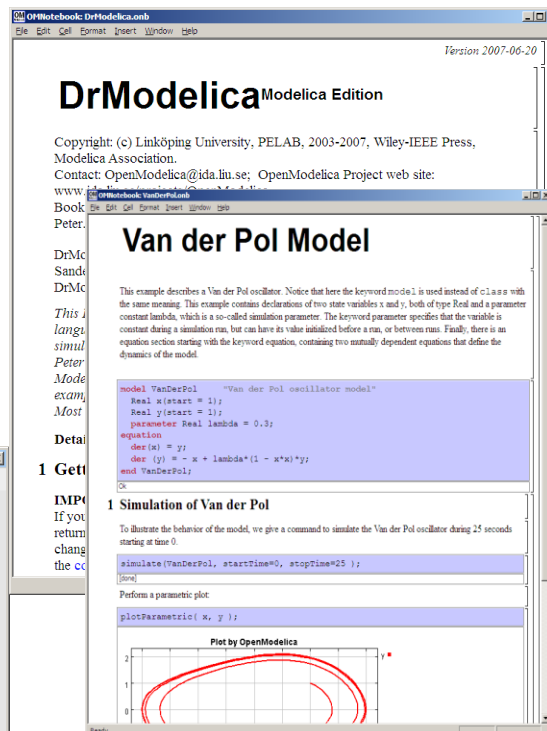 OMNotebook: DrModelica.onb
File Edit Cell Format Insert Window Help
Version 2007-06-20
DrModelica Modelica Edition
Copyright: (c) Linköping University, PELAB, 2003-2007, Wiley-IEEE Press,
Modelica Association.
Contact: OpenModelica@ida.liu.se; OpenModelica Project web site:
www.ida.liu.se/projects/OpenModelica
Book
Peter.
DrMo
Sande
DrMo
This
langu
simul
Peter
Mode
exam
Most
Detai
1 Gett
IMPO
If you
return
chang
the co
OMNotebook: VanDerPol.onb
File Edit Cell Format Insert Window Help
Van der Pol Model
This example describes a Van der Pol oscillator. Notice that here the keyword model is used instead of class with
the same meaning. This example contains declarations of two state variables x and y, both of type Real and a parameter
constant lambda, which is a so-called simulation parameter. The keyword parameter specifies that the variable is
constant during a simulation run, but can have its value initialized before a run, or between runs. Finally, there is an
equation section starting with the keyword equation, containing two mutually dependent equations that define the
dynamics of the model.
model VanDerPol "Van der Pol oscillator model"
Real x(start = 1);
Real y(start = 1);
parameter Real lambda = 0.3;
equation
der(x) = y;
der (y) = - x + lambda*(1 - x*x)*y;
end VanDerPol;
Ok
1 Simulation of Van der Pol
To illustrate the behavior of the model, we give a command to simulate the Van der Pol oscillator during 25 seconds
starting at time 0.
simulate(VanDerPol, startTime=0, stopTime=25 );
[done]
Perform a parametric plot:
plotParametric( x, y );
Plot by OpenModelica
2
y
1
0
Ready